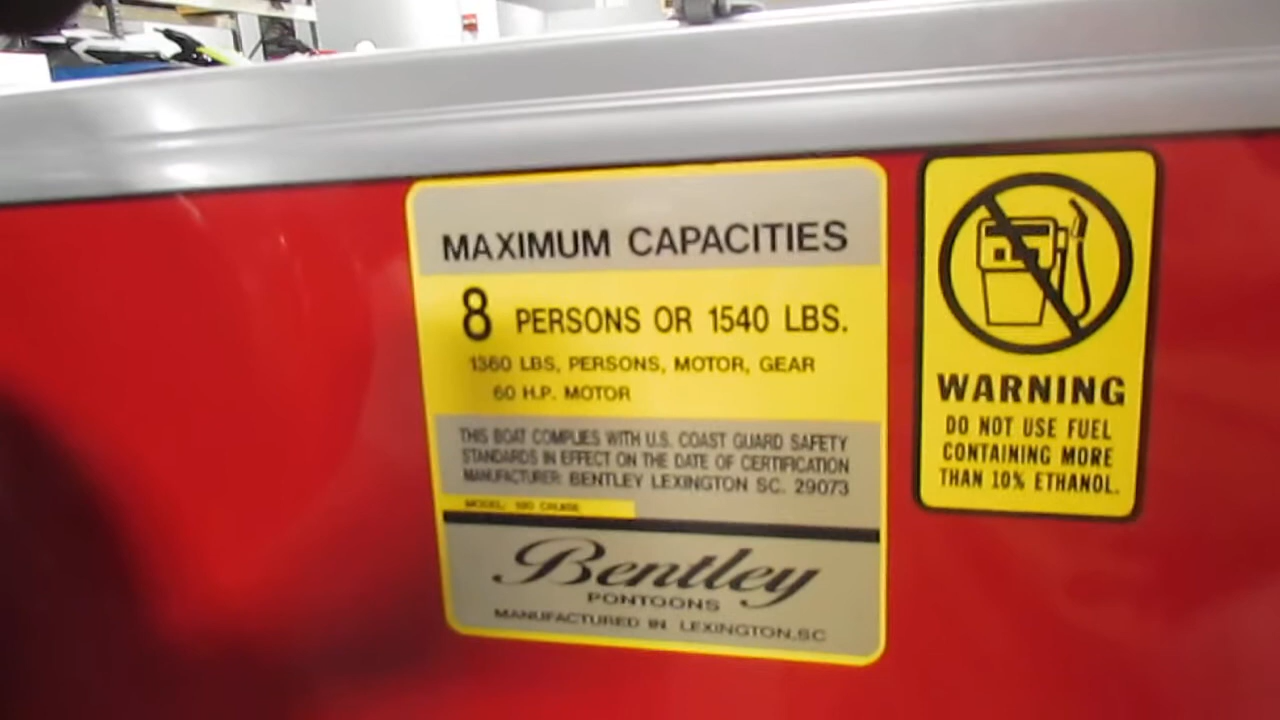 MAXIMUM CAPACITIES
8 PERSONS OR 1540 LBS.
1360 LBS, PERSONS, MOTOR, GEAR
60 H.P. MOTOR
THIS BOAT COMPLIES WITH U.S. COAST GUARD SAFETY
STANDARDS IN EFFECT ON THE DATE OF CERTIFICATION
MANUFACTURER: BENTLEY LEXINGTON SC. 29073
MODEL: CRUISE
Bentley
PONTOONS
MANUFACTURED IN LEXINGTON, SC
WARNING
DO NOT USE FUEL
CONTAINING MORE
THAN 10% ETHANOL.